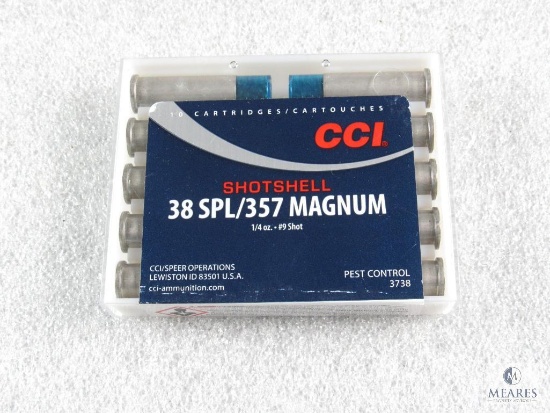 10 CARTRIDGES/CARTOUCHES
CCI
SHOTSHELL
38 SPL/357 MAGNUM
1/4 oz. • #9 Shot
CCI/SPEER OPERATIONS
LEWISTON ID 83501 U.S.A.
cci-ammunition.com
PEST CONTROL
3738
M
MEARES